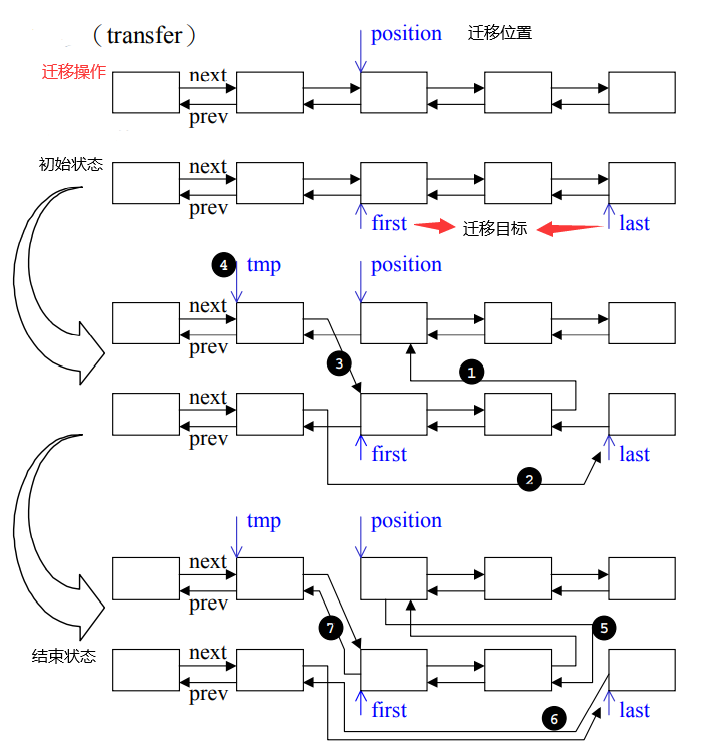 （transfer）
position 迁移位置
迁移操作
next
prev
初始状态
next
prev
first 迁移目标 last
4 tmp position
next
prev
3 1
next
prev
first last
2
tmp position
next
prev
7 5
结束状态
next
prev
first 6 last